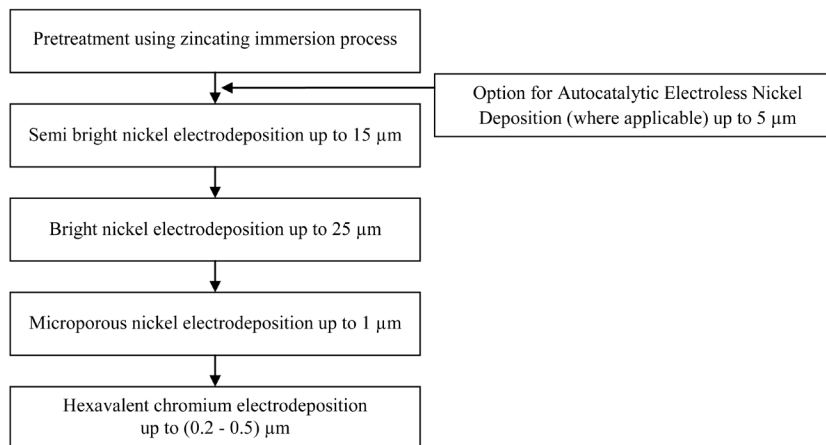 Pretreatment using zincating immersion process
Option for Autocatalytic Electroless Nickel
Deposition (where applicable) up to 5 µm
Semi bright nickel electrodeposition up to 15 µm
Bright nickel electrodeposition up to 25 µm
Microporous nickel electrodeposition up to 1 µm
Hexavalent chromium electrodeposition
up to (0.2 - 0.5) µm